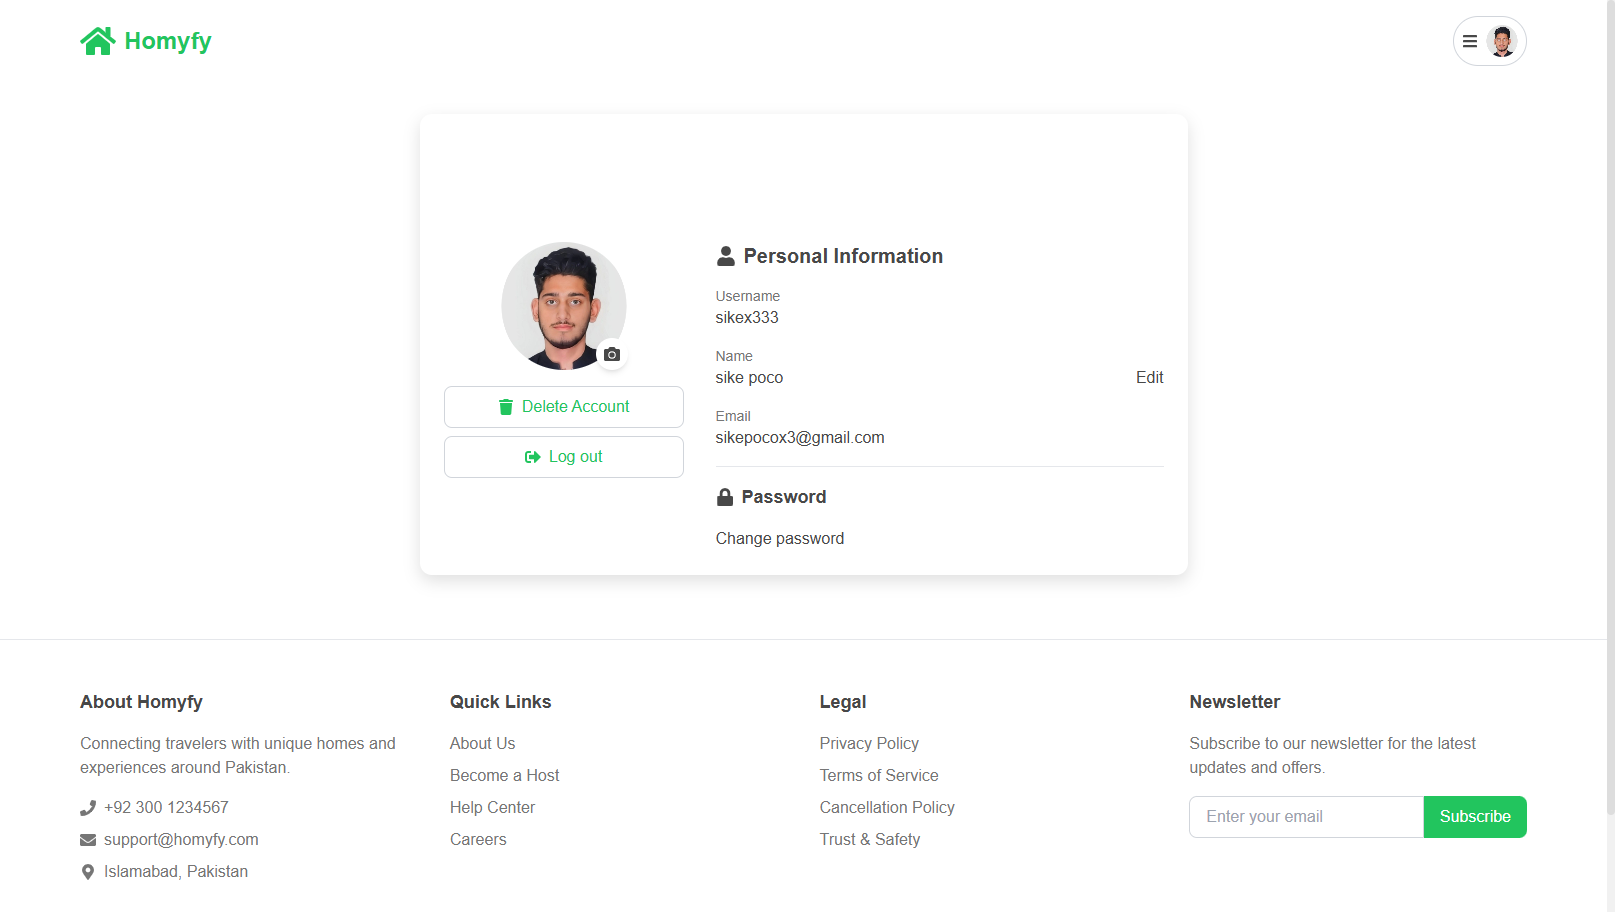 Homyfy
Personal Information
Username
sikex333
Name
sike poco
Edit
Email
sikepocox3@gmail.com
Delete Account
Log out
Password
Change password
About Homyfy
Connecting travelers with unique homes and
experiences around Pakistan.
+92 300 1234567
support@homyfy.com
Islamabad, Pakistan
Quick Links
About Us
Become a Host
Help Center
Careers
Legal
Privacy Policy
Terms of Service
Cancellation Policy
Trust & Safety
Newsletter
Subscribe to our newsletter for the latest
updates and offers.
Enter your email
Subscribe